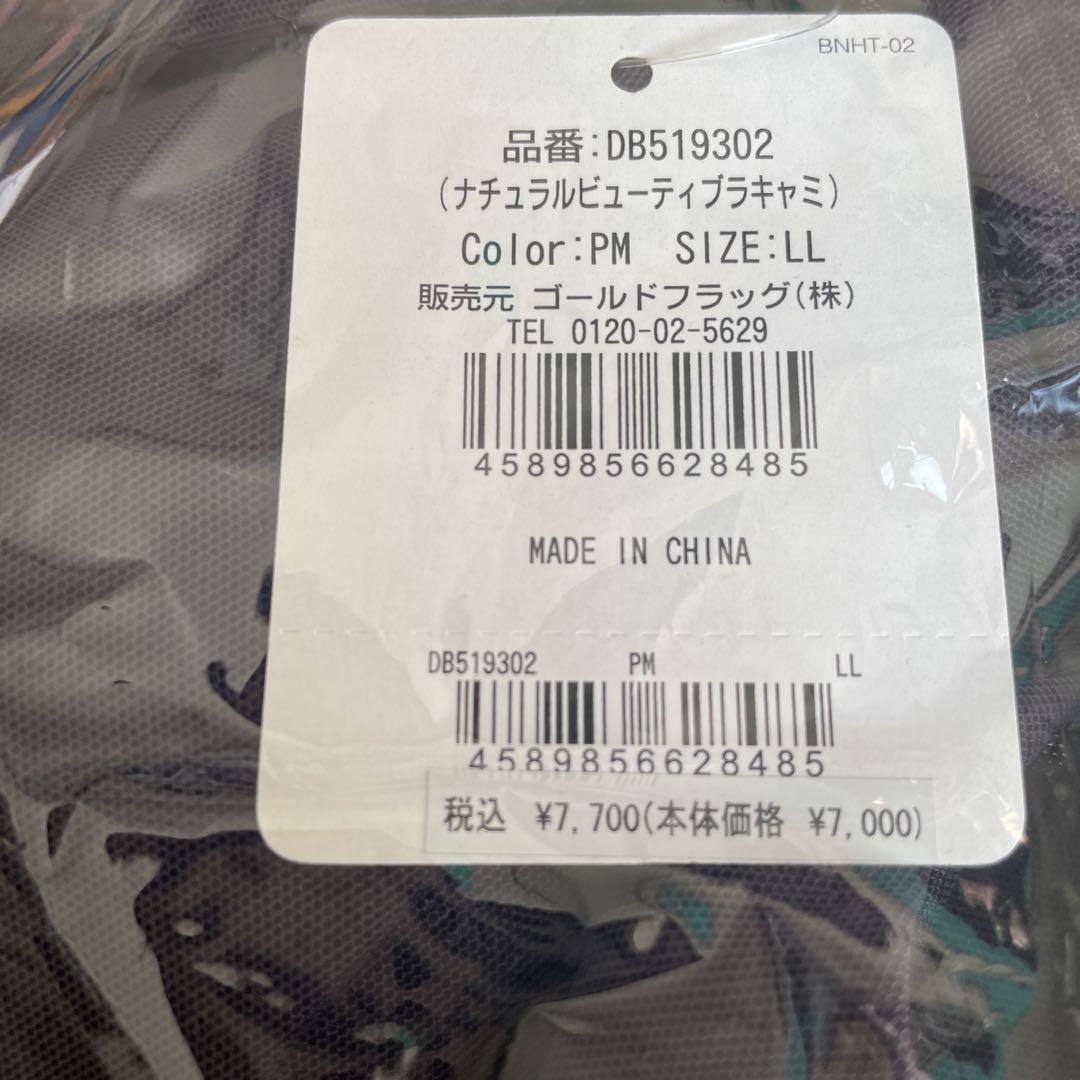 BNHT-02
品番:DB519302
(ナチュラルビューティブラキャミ)
Color:PM SIZE:LL
販売元 ゴールドフラッグ(株)
TEL 0120-02-5629
4589856628485
MADE IN CHINA
DB519302 PM LL
4589856628485
税込 ¥7,700(本体価格 ¥7,000)